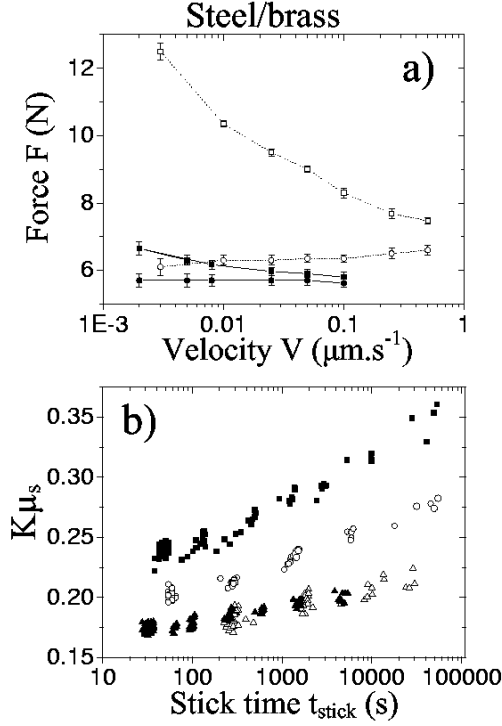 Steel/brass
a)
Force F (N)
12
10
8
6
1E-3
0.01
0.1
1
Velocity V (μm.s⁻¹)
b)
Kμₛ
0.35
0.30
0.25
0.20
0.15
10
100
1000
10000
100000
Stick time t_stick (s)